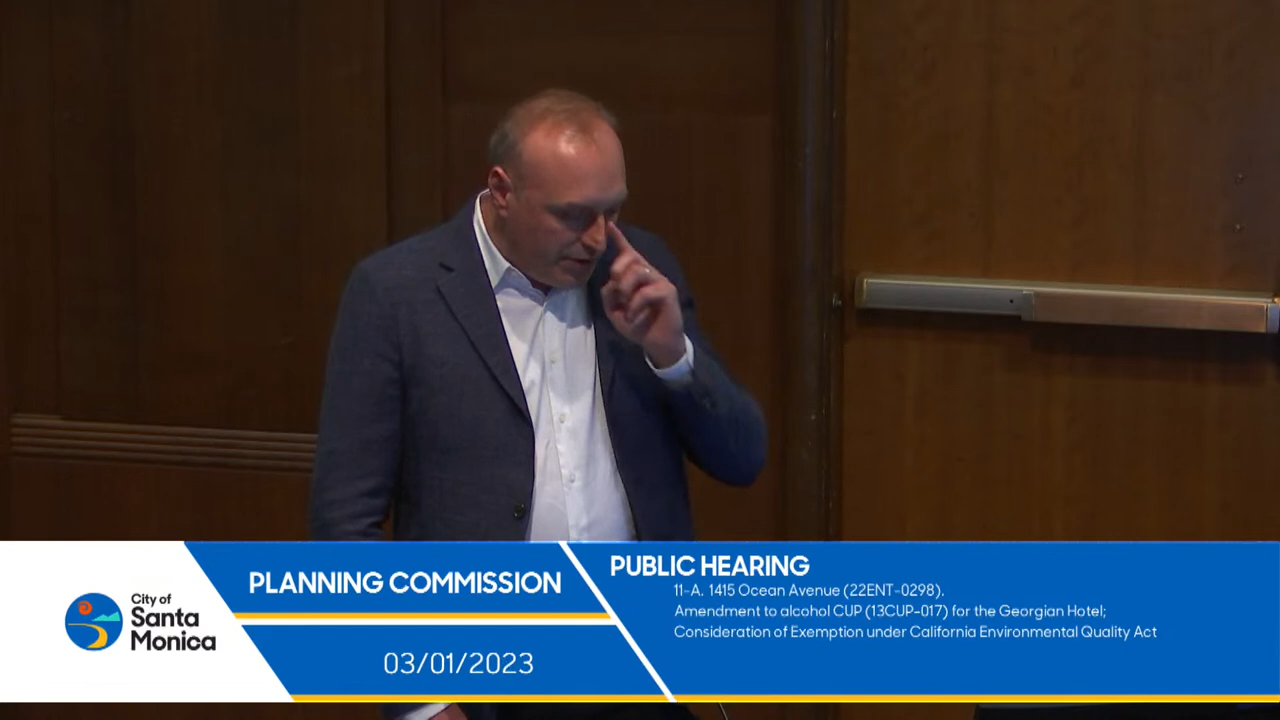 City of
Santa
Monica
PLANNING COMMISSION
03/01/2023
PUBLIC HEARING
11-A. 1415 Ocean Avenue (22ENT-0298).
Amendment to alcohol CUP (13CUP-017) for the Georgian Hotel;
Consideration of Exemption under California Environmental Quality Act